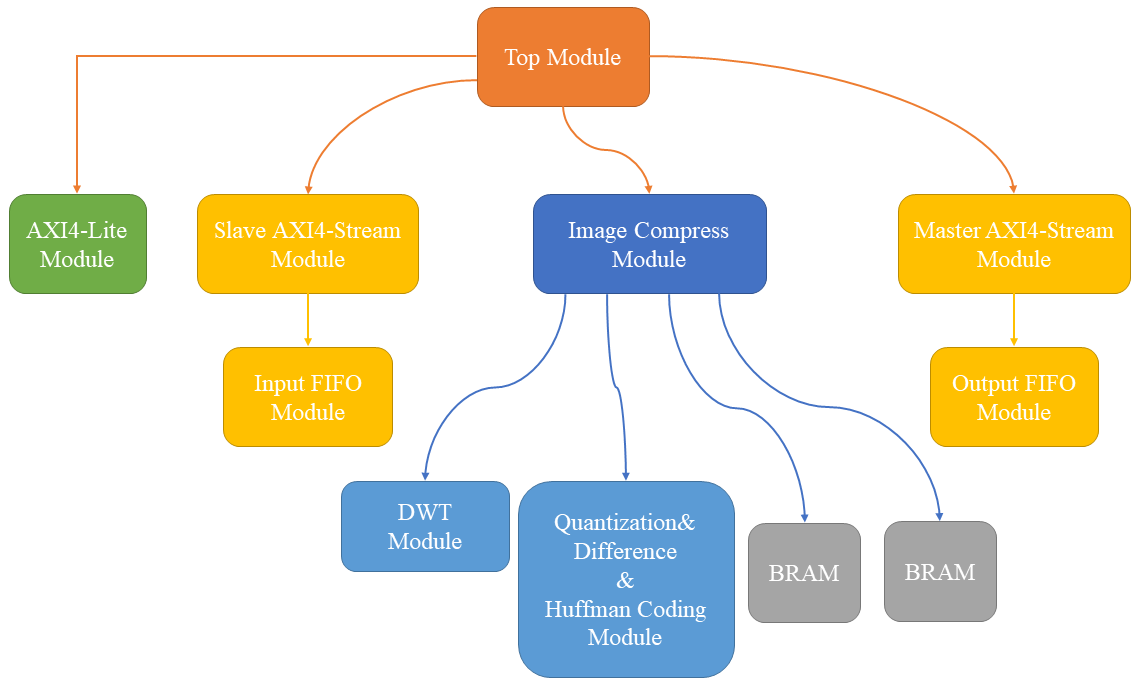 Top Module
AXI4-Lite
Module
Slave AXI4-Stream
Module
Image Compress
Module
Master AXI4-Stream
Module
Input FIFO
Module
Output FIFO
Module
DWT
Module
Quantization&
Difference
&
Huffman Coding
Module
BRAM
BRAM